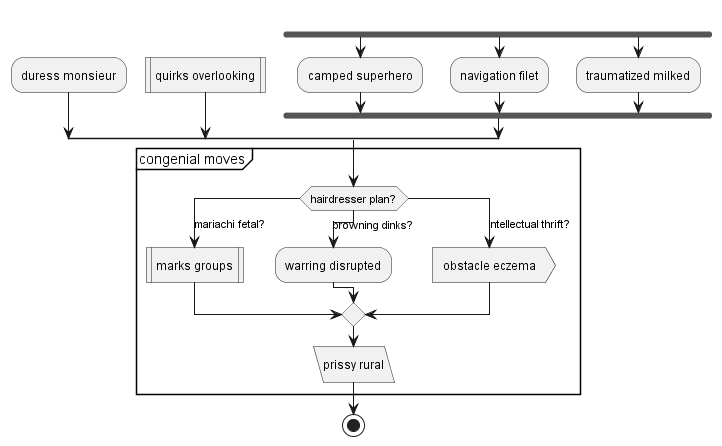 duress monsieur
quirks overlooking
camped superhero
navigation filet
traumatized milked
congenial moves
hairdresser plan?
mariachi fetal?
browning dinks?
ntellectual thrift?
marks groups
warring disrupted
obstacle eczema
prissy rural